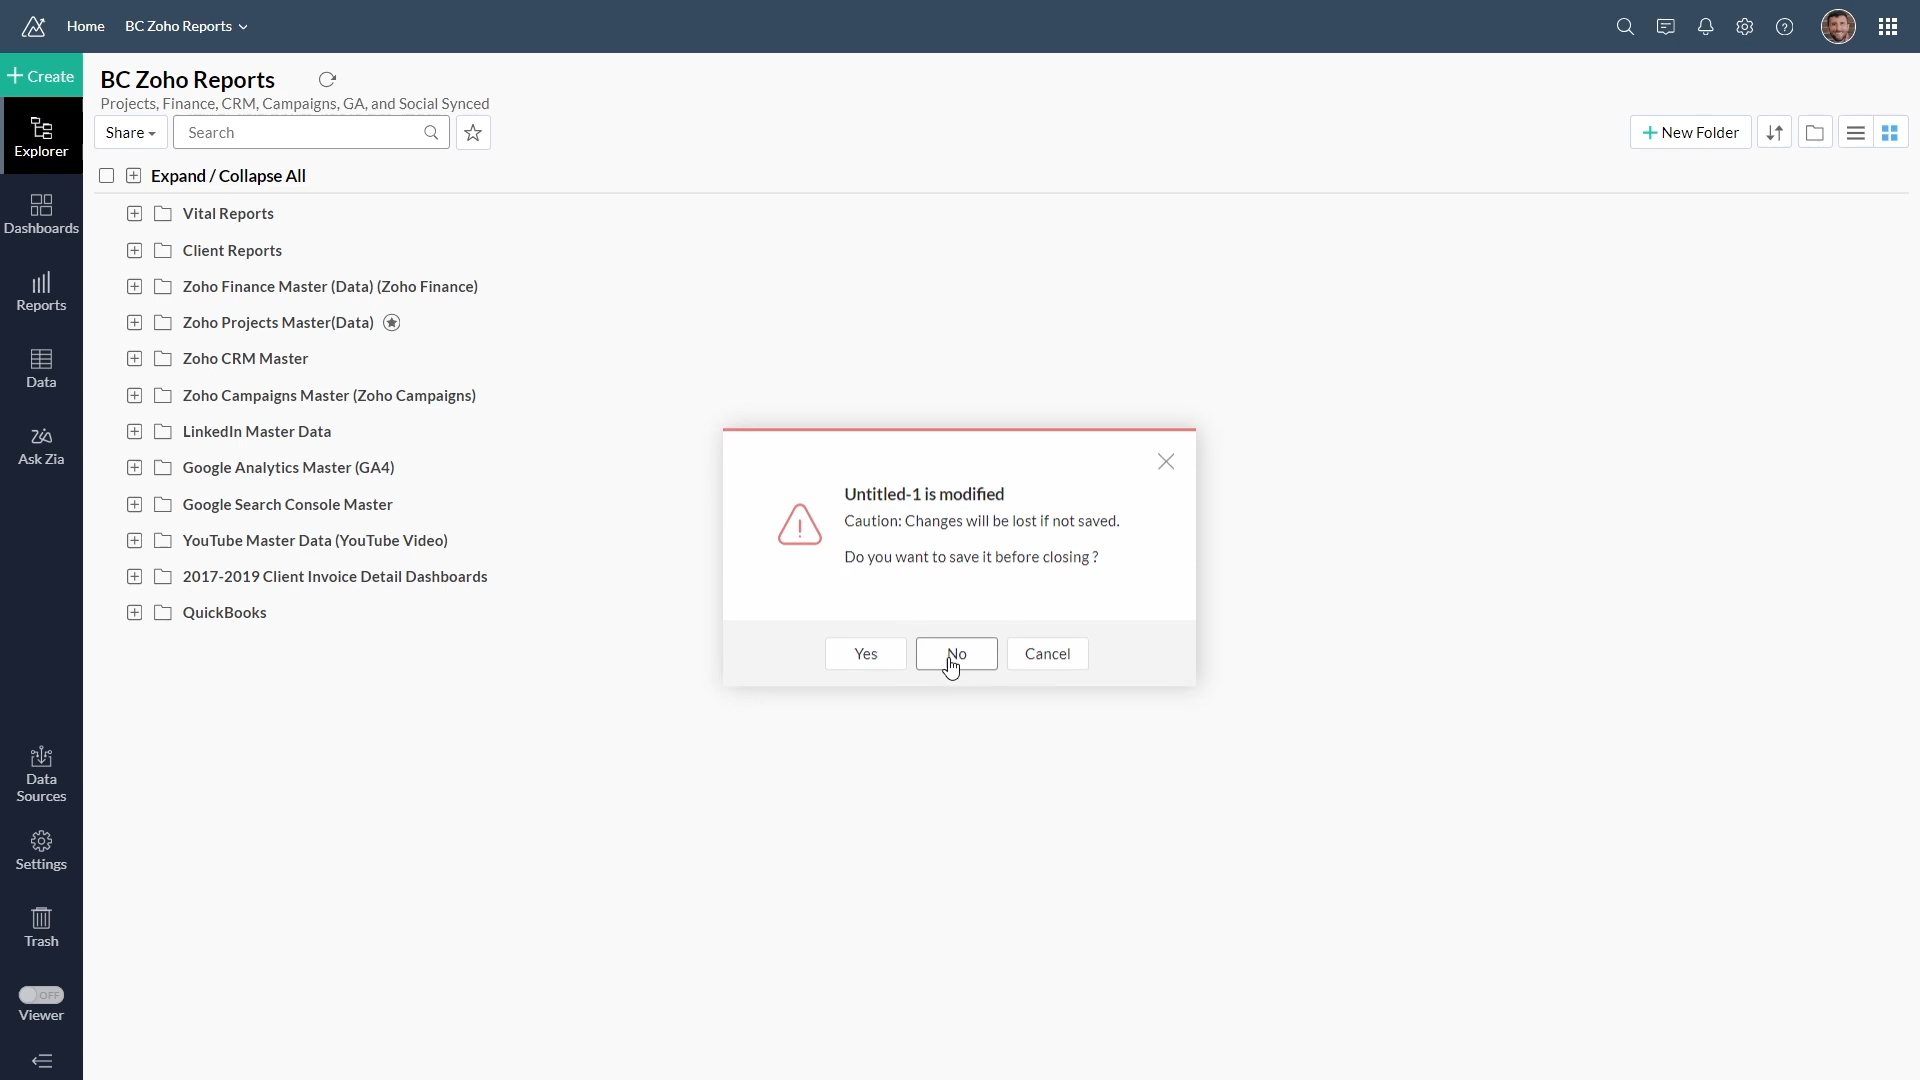 Home
BC Zoho Reports
Create
BC Zoho Reports
Projects, Finance, CRM, Campaigns, GA, and Social Synced
Share
Search
New Folder
Explorer
Expand / Collapse All
Vital Reports
Dashboards
Client Reports
Zoho Finance Master (Data) (Zoho Finance)
Reports
Zoho Projects Master(Data)
Zoho CRM Master
Data
Zoho Campaigns Master (Zoho Campaigns)
LinkedIn Master Data
Ask Zia
Google Analytics Master (GA4)
Google Search Console Master
YouTube Master Data (YouTube Video)
2017-2019 Client Invoice Detail Dashboards
QuickBooks
Untitled-1 is modified
Caution: Changes will be lost if not saved.
Do you want to save it before closing ?
Yes
No
Cancel
Data
Sources
Settings
Trash
OFF
Viewer